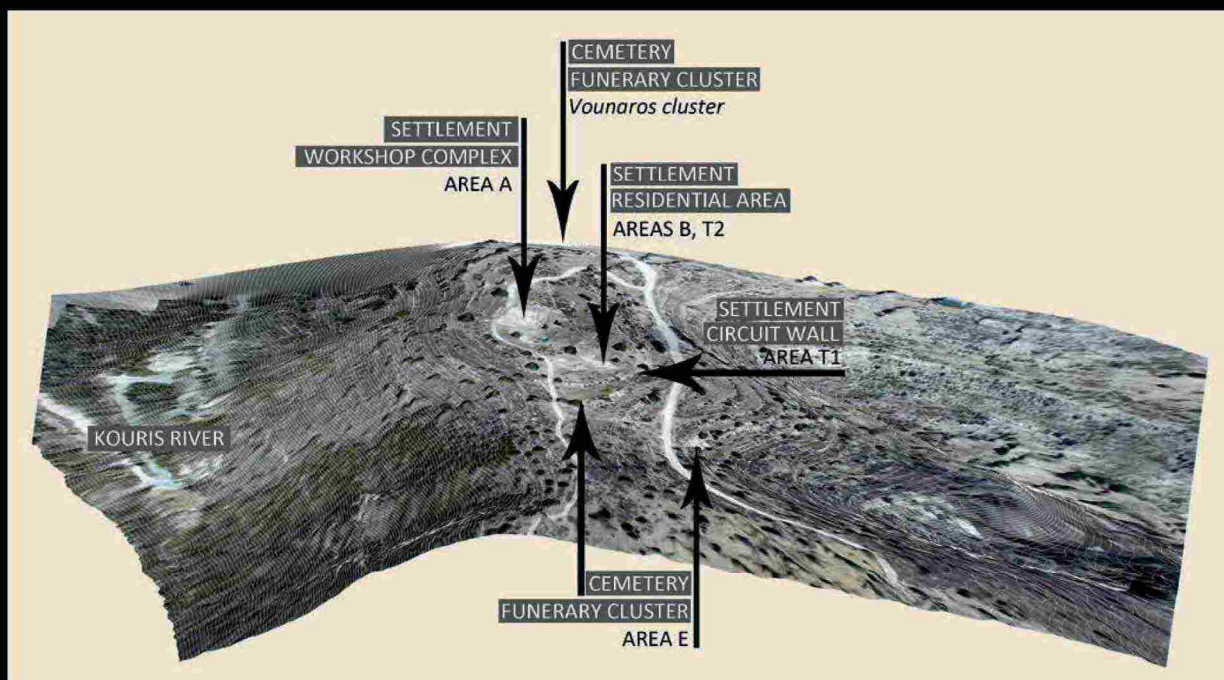 CEMETERY
FUNERARY CLUSTER
Vounaros cluster
SETTLEMENT
WORKSHOP COMPLEX
AREA A
SETTLEMENT
RESIDENTIAL AREA
AREAS B, T2
SETTLEMENT
CIRCUIT WALL
AREA T1
KOURIS RIVER
CEMETERY
FUNERARY CLUSTER
AREA E